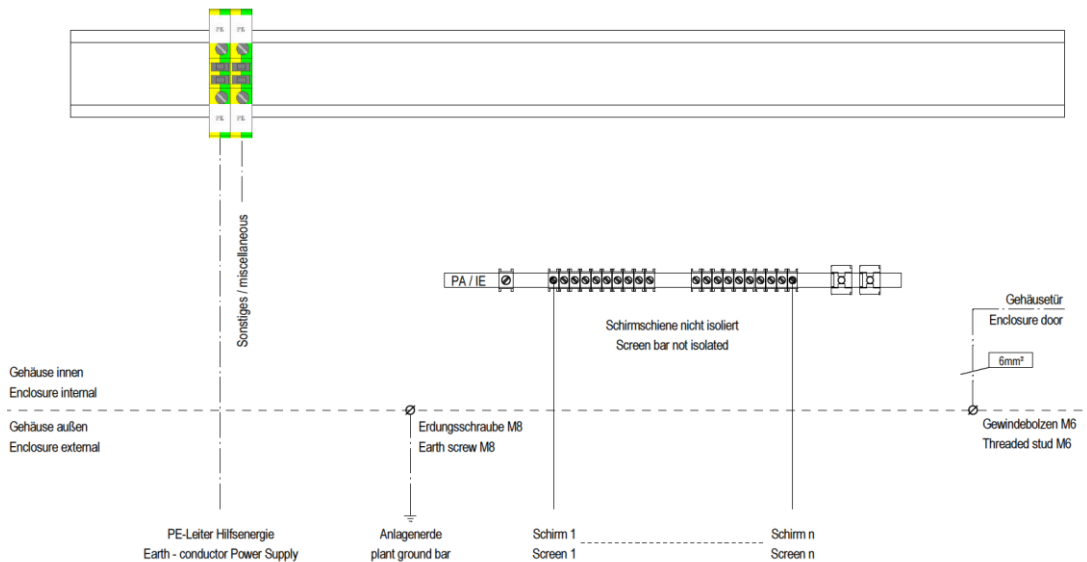 PE PE
PE PE
Sonstiges / miscellaneous
PA / IE
Schirmschiene nicht isoliert
Screen bar not isolated
Gehäusetür
Enclosure door
6mm²
Gehäuse innen
Enclosure internal
Gehäuse außen
Enclosure external
Erdungsschraube M8
Earth screw M8
Gewindebolzen M6
Threaded stud M6
PE-Leiter Hilfsenergie
Earth - conductor Power Supply
Anlagenerde
plant ground bar
Schirm 1
Screen 1
Schirm n
Screen n